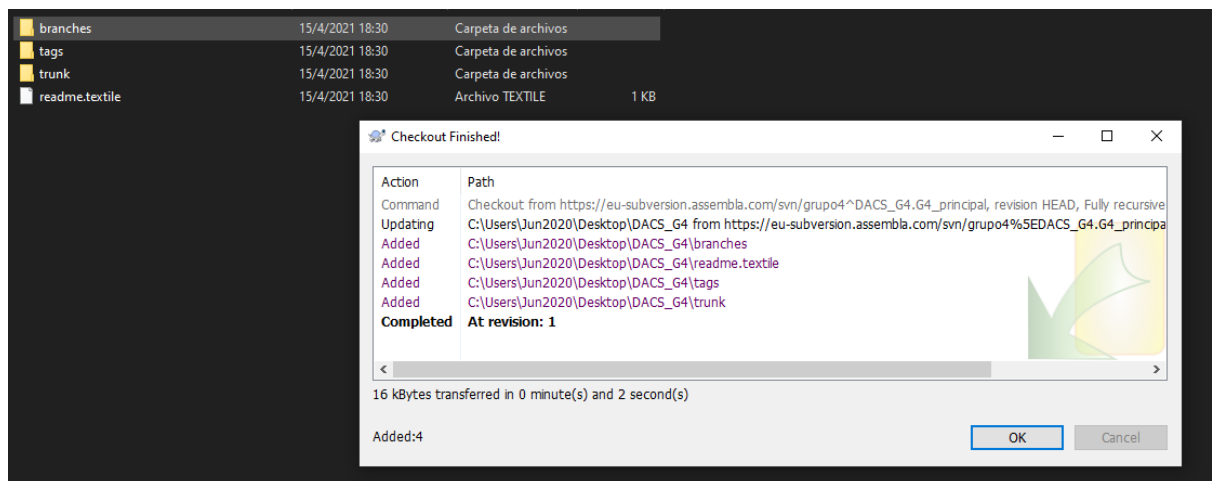 branches 15/4/2021 18:30 Carpeta de archivos
tags 15/4/2021 18:30 Carpeta de archivos
trunk 15/4/2021 18:30 Carpeta de archivos
readme.textile 15/4/2021 18:30 Archivo TEXTILE 1 KB
Checkout Finished!
Action Path
Command Checkout from https://eu-subversion.assembla.com/svn/grupo4^DACS_G4.G4_principal, revision HEAD, Fully recursive
Updating C:\Users\Jun2020\Desktop\DACS_G4 from https://eu-subversion.assembla.com/svn/grupo4%5EDACS_G4.G4_principa
Added C:\Users\Jun2020\Desktop\DACS_G4\branches
Added C:\Users\Jun2020\Desktop\DACS_G4\readme.textile
Added C:\Users\Jun2020\Desktop\DACS_G4\tags
Added C:\Users\Jun2020\Desktop\DACS_G4\trunk
Completed At revision: 1
16 kBytes transferred in 0 minute(s) and 2 second(s)
Added:4
OK Cancel